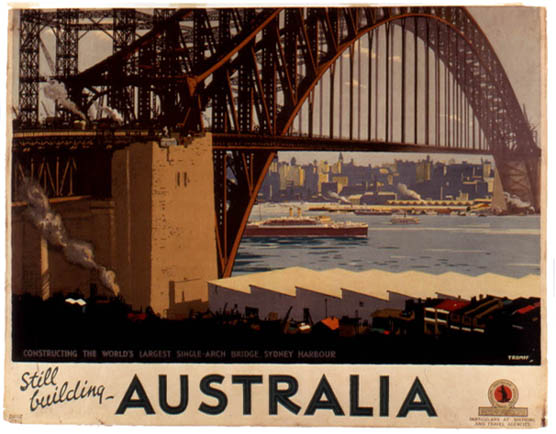 CONSTRUCTING THE WORLD'S LARGEST SINGLE-ARCH BRIDGE, SYDNEY HARBOUR
TROMPF
Still
building-
AUSTRALIA
PARTICULARS AT SHIPPING
AND TRAVEL AGENCIES